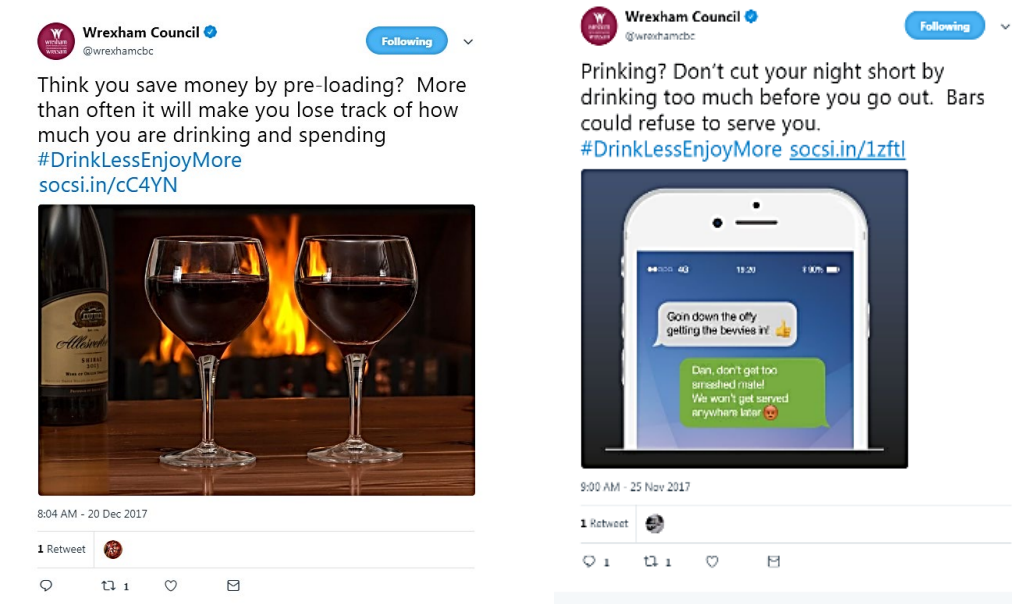 Wrexham Council
@wrexhamcbc
Following
Think you save money by pre-loading? More
than often it will make you lose track of how
much you are drinking and spending
#DrinkLessEnjoyMore
socsi.in/cC4YN
SHIRAZ
8:04 AM - 20 Dec 2017
1 Retweet
1
Wrexham Council
@wrexhamcbc
Following
Prinking? Don't cut your night short by
drinking too much before you go out. Bars
could refuse to serve you.
#DrinkLessEnjoyMore socsi.in/1zftl
4G 19:20 90%
Goin down the offy
getting the bevvies in!
Dan, don't get too
smashed mate!
We won't get served
anywhere later
9:00 AM - 25 Nov 2017
1 Retweet
1 1